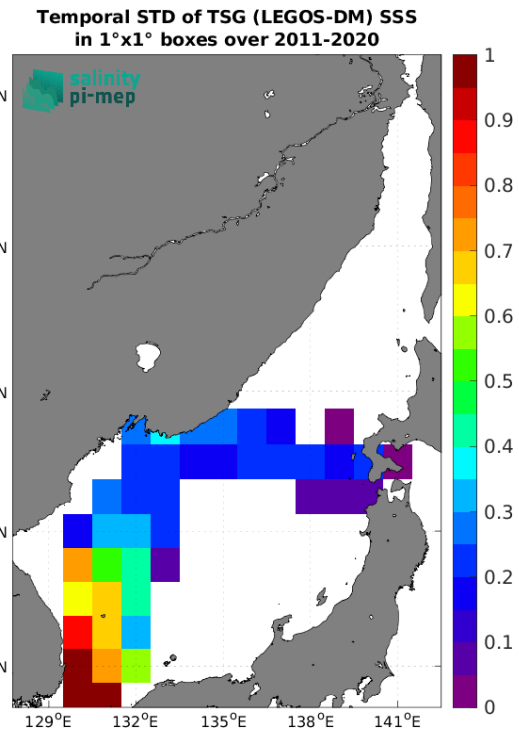 Temporal STD of TSG (LEGOS-DM) SSS
in 1°x1° boxes over 2011-2020
salinity
pi-mep
N
N
N
N
N
1
0.9
0.8
0.7
0.6
0.5
0.4
0.3
0.2
0.1
0
129°E
132°E
135°E
138°E
141°E